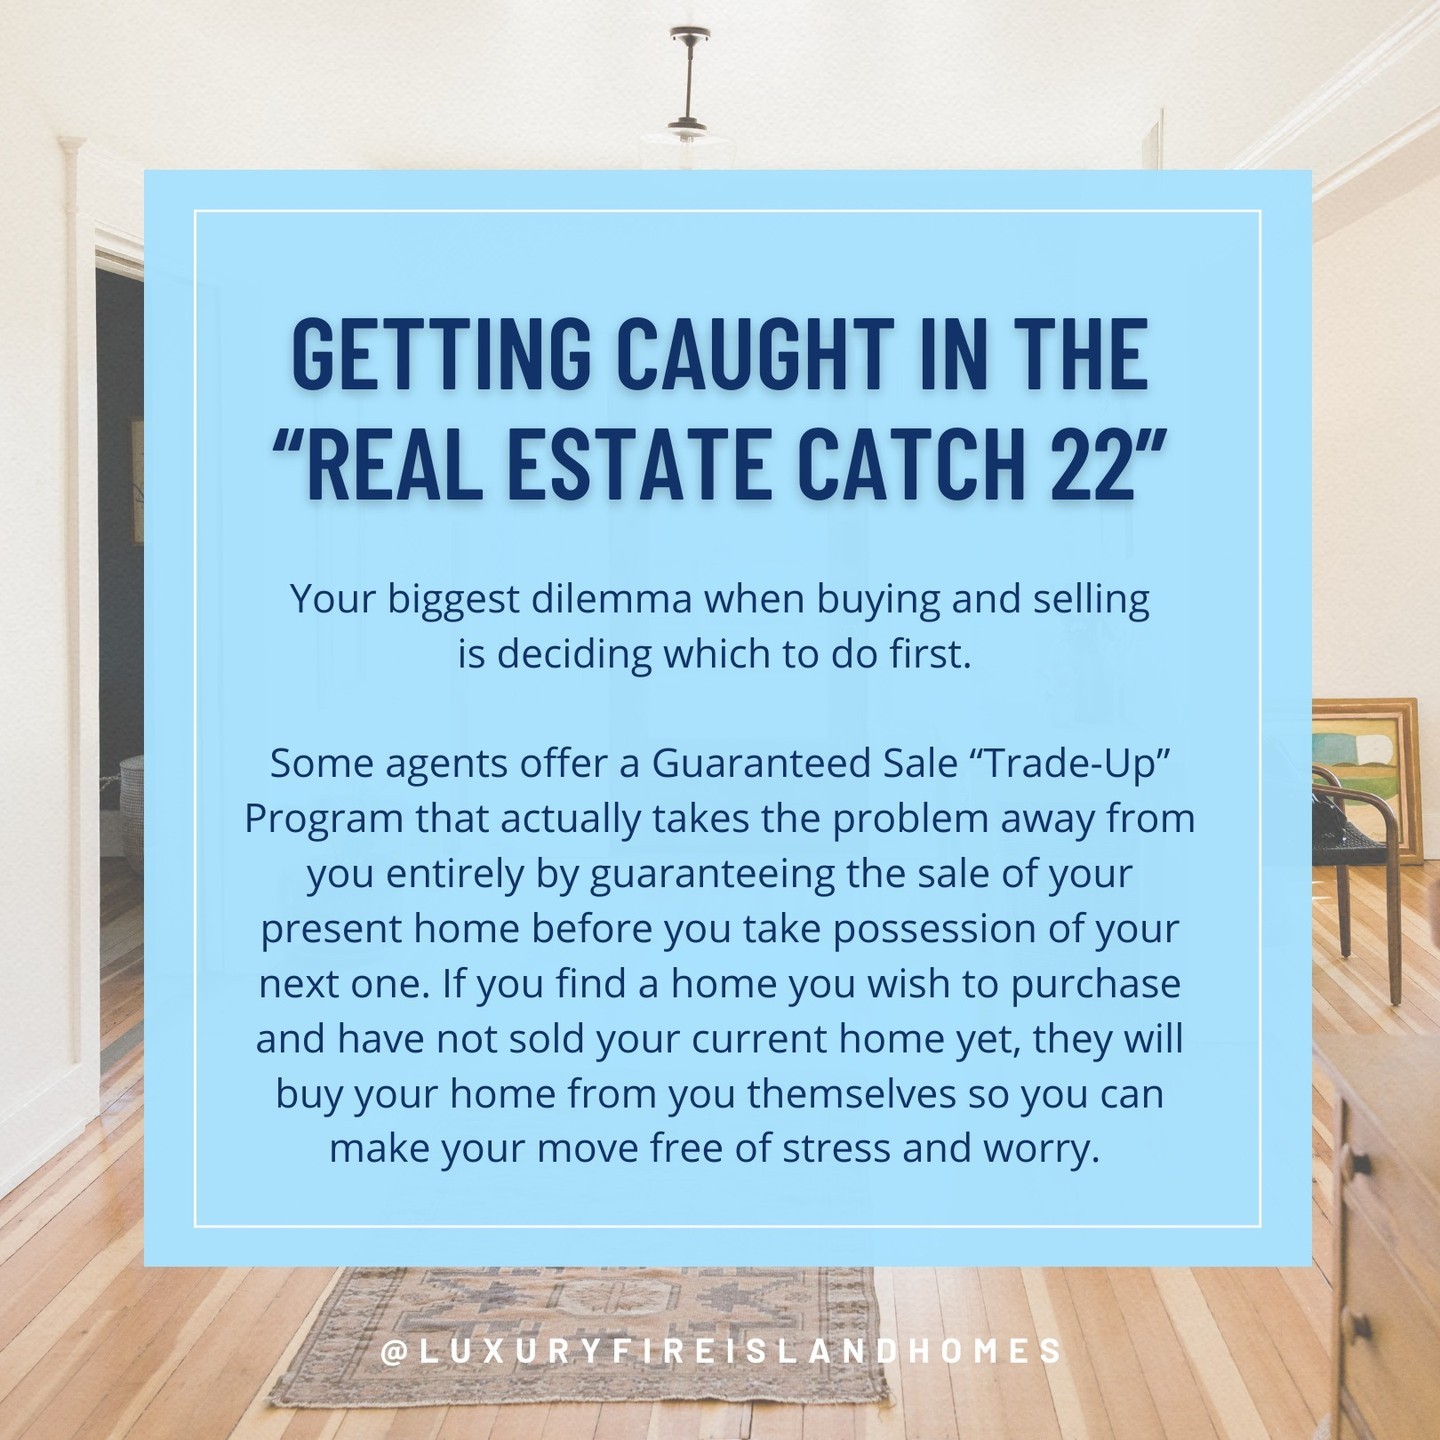 GETTING CAUGHT IN THE
“REAL ESTATE CATCH 22”
Your biggest dilemma when buying and selling
is deciding which to do first.
Some agents offer a Guaranteed Sale “Trade-Up”
Program that actually takes the problem away from
you entirely by guaranteeing the sale of your
present home before you take possession of your
next one. If you find a home you wish to purchase
and have not sold your current home yet, they will
buy your home from you themselves so you can
make your move free of stress and worry.
@LUXURYFIREISLANDHOMES